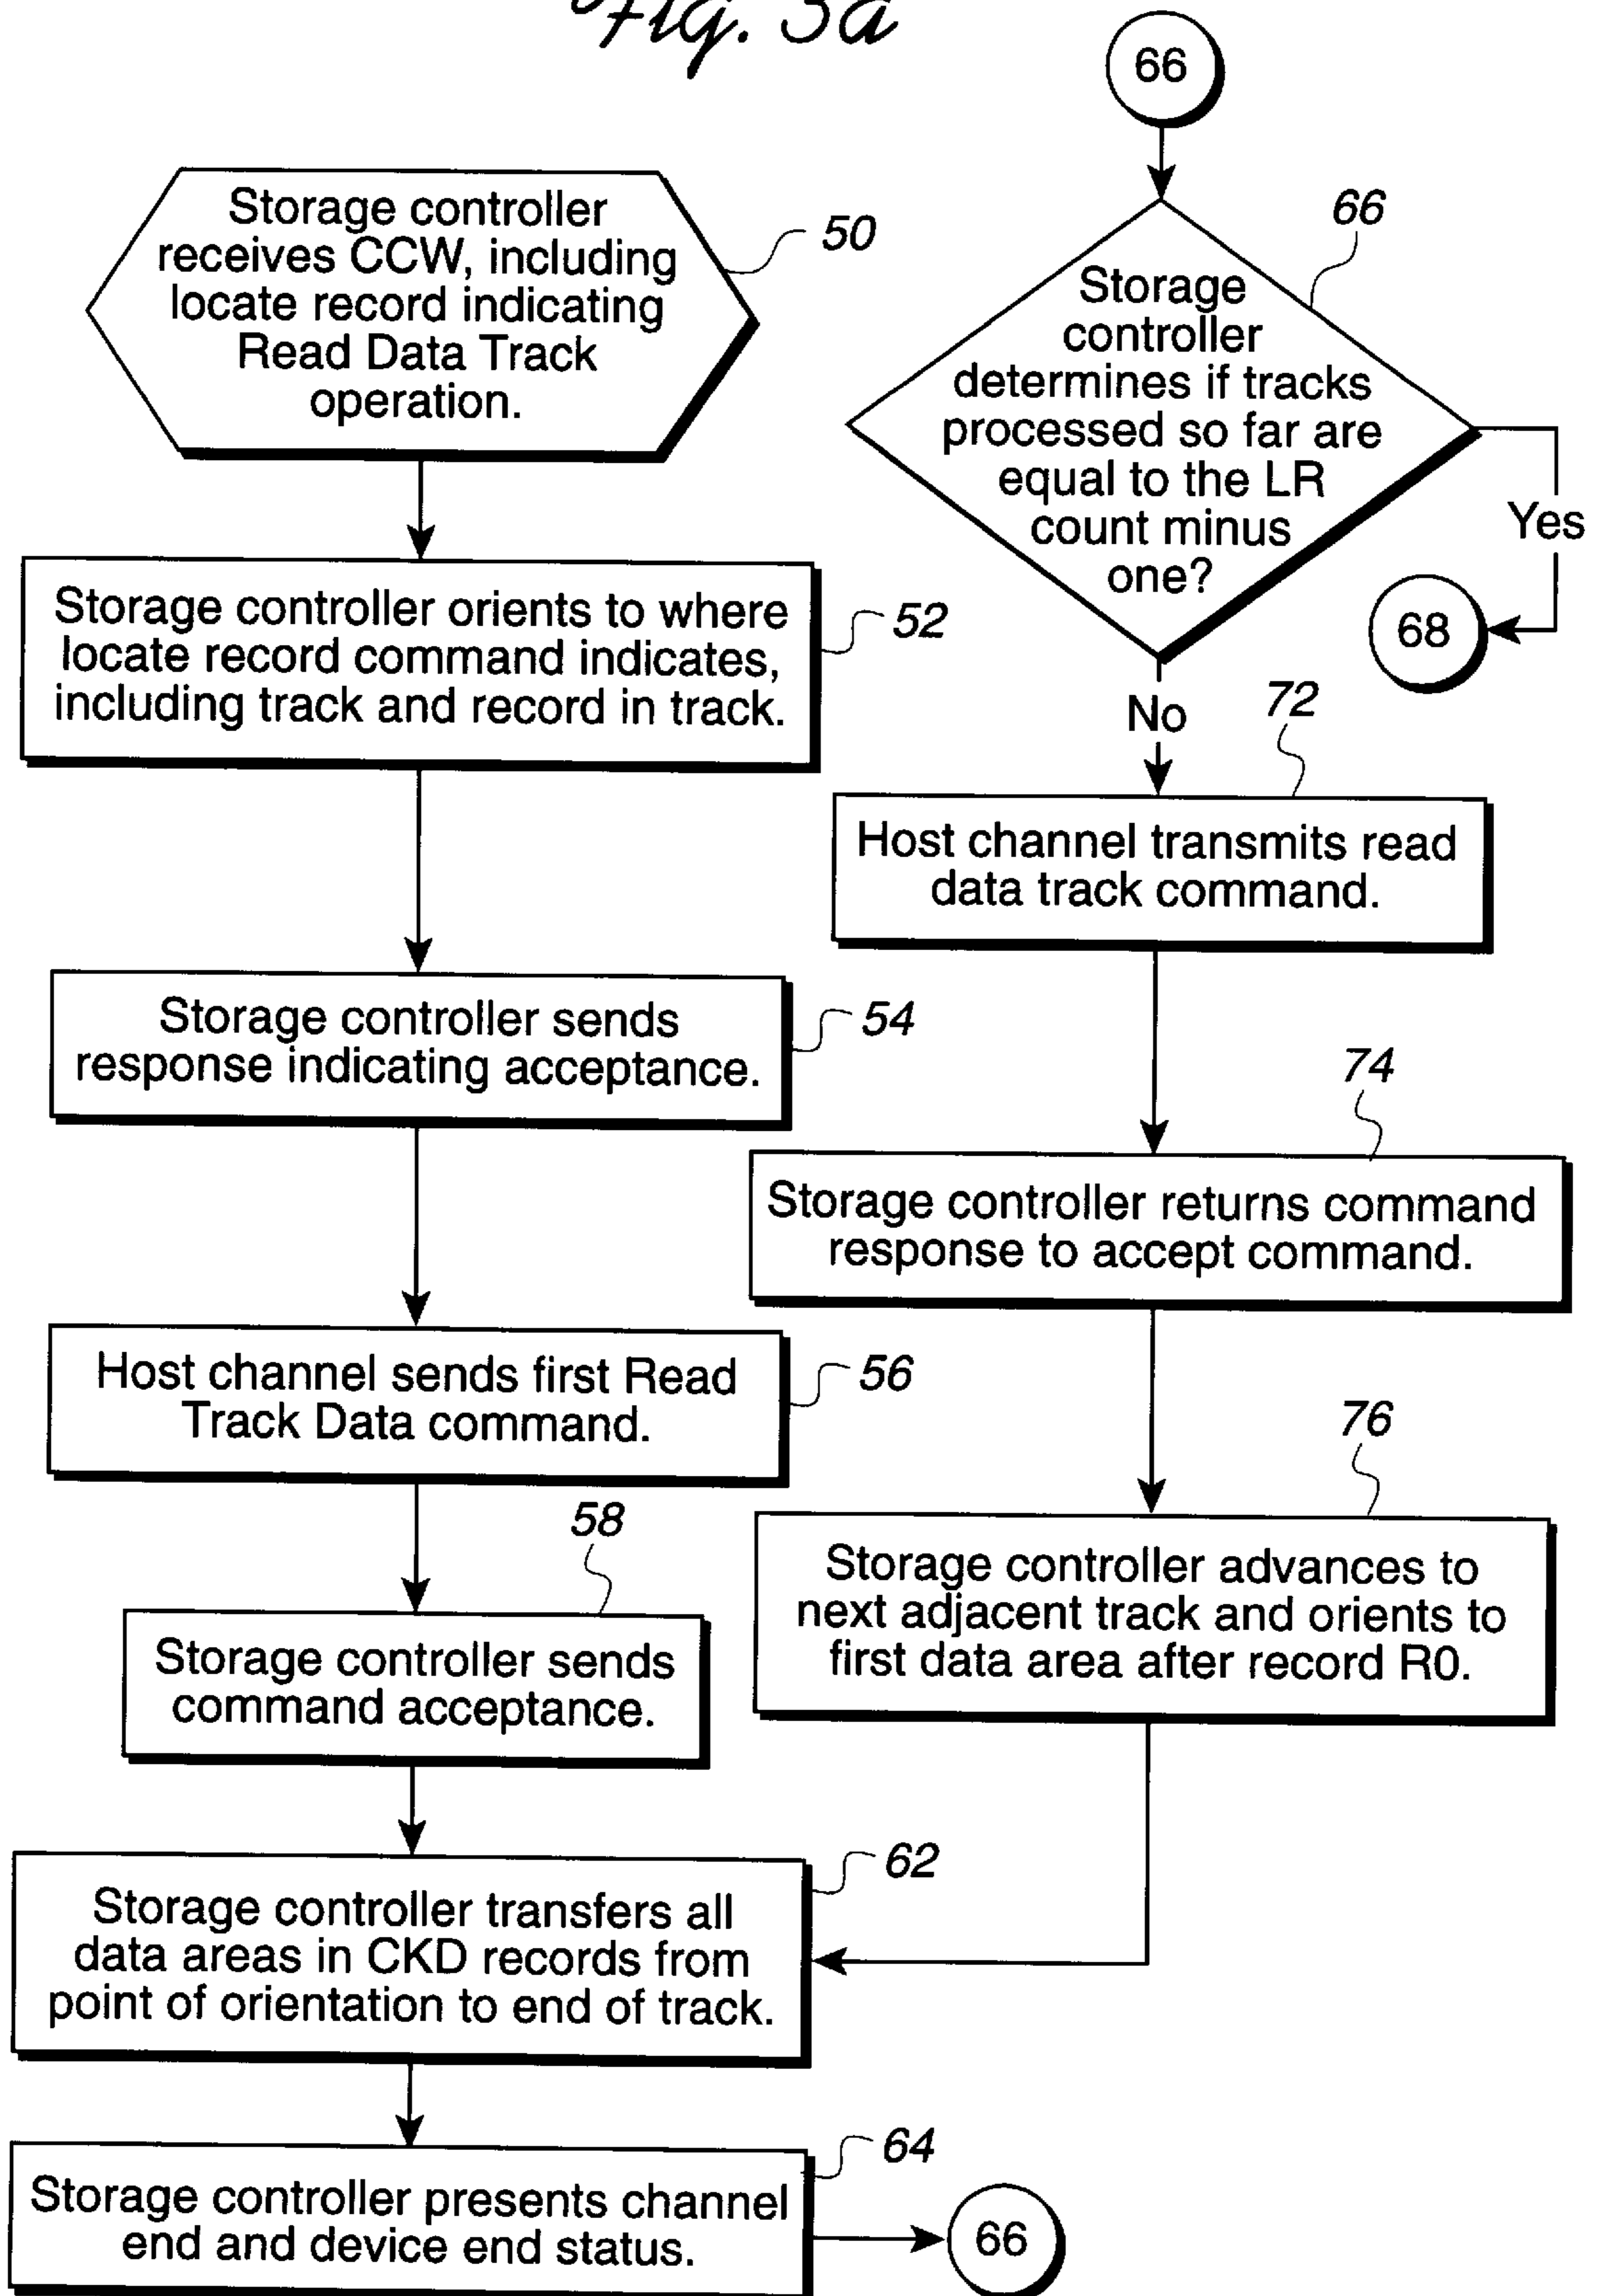 Fig. 3a
Storage controller
receives CCW, including
locate record indicating
Read Data Track
operation.
50
Storage controller orients to where
locate record command indicates,
including track and record in track.
52
Storage controller sends
response indicating acceptance.
54
Host channel sends first Read
Track Data command.
56
58
Storage controller sends
command acceptance.
62
Storage controller transfers all
data areas in CKD records from
point of orientation to end of track.
64
Storage controller presents channel
end and device end status.
66
66
66
Storage
controller
determines if tracks
processed so far are
equal to the LR
count minus
one?
Yes
68
No
72
Host channel transmits read
data track command.
74
Storage controller returns command
response to accept command.
76
Storage controller advances to
next adjacent track and orients to
first data area after record R0.